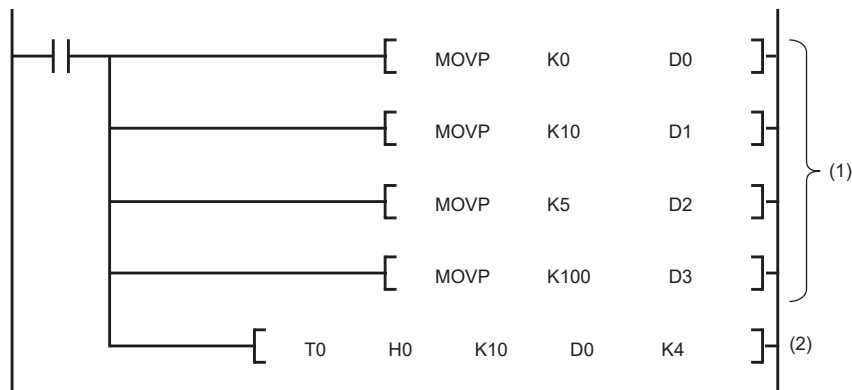 MOVP K0 D0
MOVP K10 D1
(1)
MOVP K5 D2
MOVP K100 D3
T0 H0 K10 D0 K4 (2)